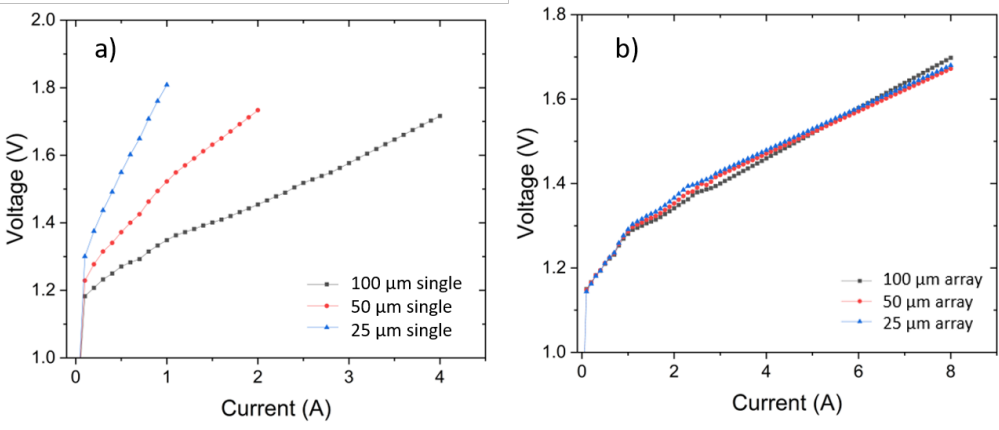 a)
2.0
1.8
1.6
1.4
1.2
1.0
Voltage (V)
0 1 2 3 4
Current (A)
100 µm single
50 µm single
25 µm single
b)
1.8
1.6
1.4
1.2
1.0
Voltage (V)
0 2 4 6 8
Current (A)
100 µm array
50 µm array
25 µm array